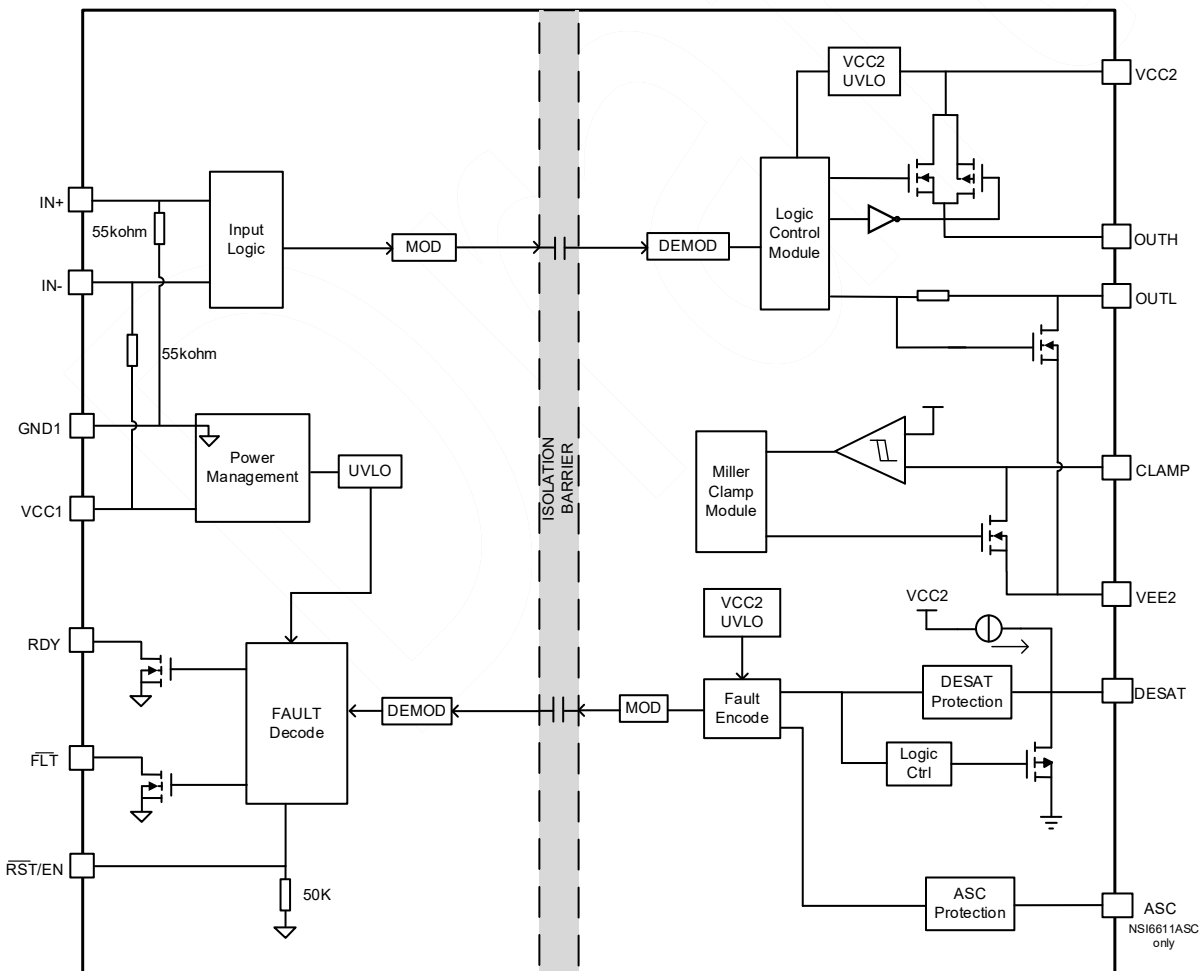 VCC2
UVLO
VCC2
IN+
55kohm
Input
Logic
MOD
DEMOD
Logic
Control
Module
OUTH
IN-
OUTL
55kohm
GND1
Power
Management
UVLO
VCC1
ISOLATION
BARRIER
Miller
Clamp
Module
CLAMP
VEE2
VCC2
UVLO
VCC2
RDY
FAULT
Decode
DEMOD
MOD
Fault
Encode
DESAT
Protection
DESAT
Logic
Ctrl
FLT
RST/EN
50K
ASC
Protection
ASC
NSI6611ASC
only